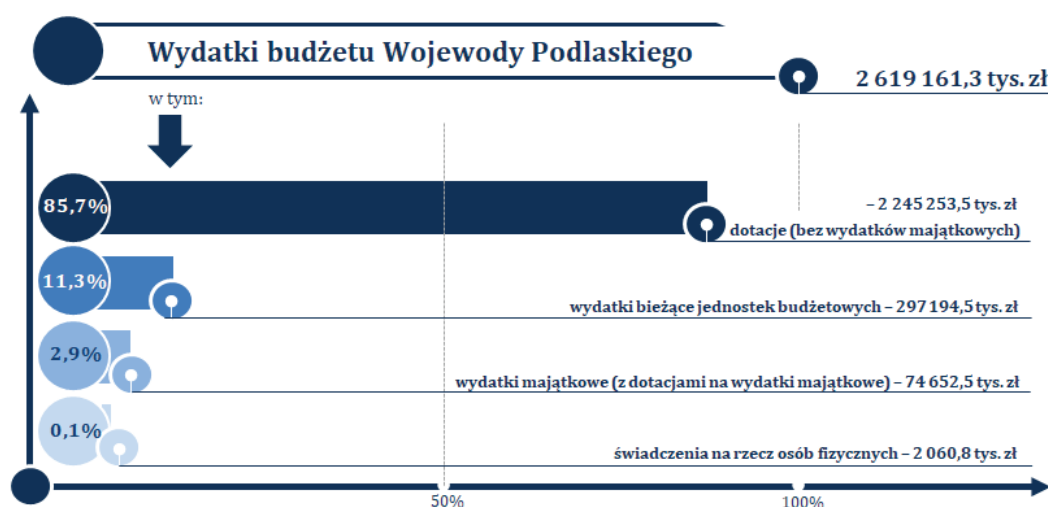 Wydatki budżetu Wojewody Podlaskiego
2 619 161,3 tys. zł
w tym:
85,7%
– 2 245 253,5 tys. zł
dotacje (bez wydatków majątkowych)
11,3%
wydatki bieżące jednostek budżetowych – 297 194,5 tys. zł
2,9%
wydatki majątkowe (z dotacjami na wydatki majątkowe) – 74 652,5 tys. zł
0,1%
świadczenia na rzecz osób fizycznych – 2 060,8 tys. zł
50%
100%